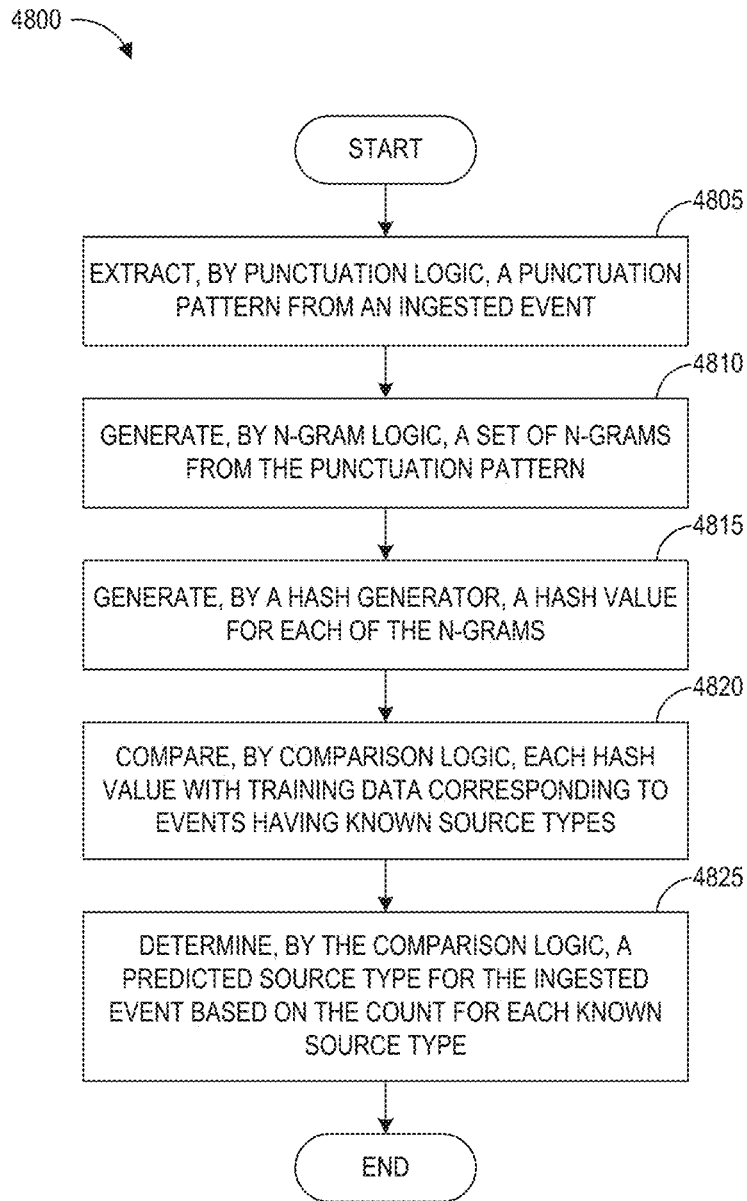 4800
START
4805
EXTRACT, BY PUNCTUATION LOGIC, A PUNCTUATION
PATTERN FROM AN INGESTED EVENT
4810
GENERATE, BY N-GRAM LOGIC, A SET OF N-GRAMS
FROM THE PUNCTUATION PATTERN
4815
GENERATE, BY A HASH GENERATOR, A HASH VALUE
FOR EACH OF THE N-GRAMS
4820
COMPARE, BY COMPARISON LOGIC, EACH HASH
VALUE WITH TRAINING DATA CORRESPONDING TO
EVENTS HAVING KNOWN SOURCE TYPES
4825
DETERMINE, BY THE COMPARISON LOGIC, A
PREDICTED SOURCE TYPE FOR THE INGESTED
EVENT BASED ON THE COUNT FOR EACH KNOWN
SOURCE TYPE
END